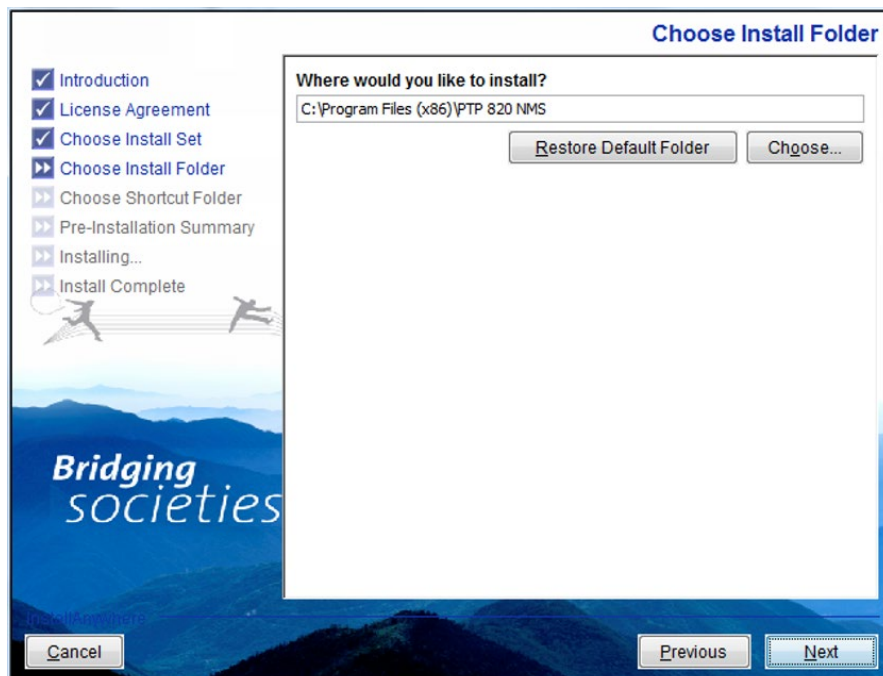 Choose Install Folder
Introduction
License Agreement
Choose Install Set
Choose Install Folder
Choose Shortcut Folder
Pre-Installation Summary
Installing...
Install Complete
Where would you like to install?
C:\Program Files (x86)\PTP 820 NMS
Restore Default Folder
Choose...
Bridging
societies
InstallAnywhere
Cancel
Previous
Next